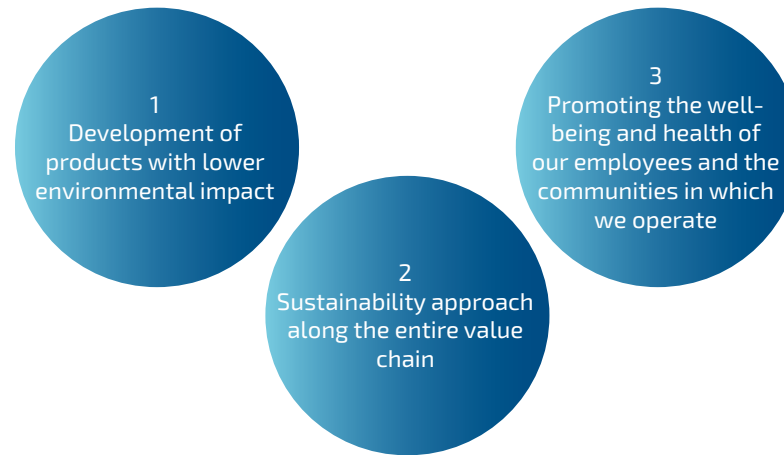 1
Development of
products with lower
environmental impact
2
Sustainability approach
along the entire value
chain
3
Promoting the well-
being and health of
our employees and the
communities in which
we operate